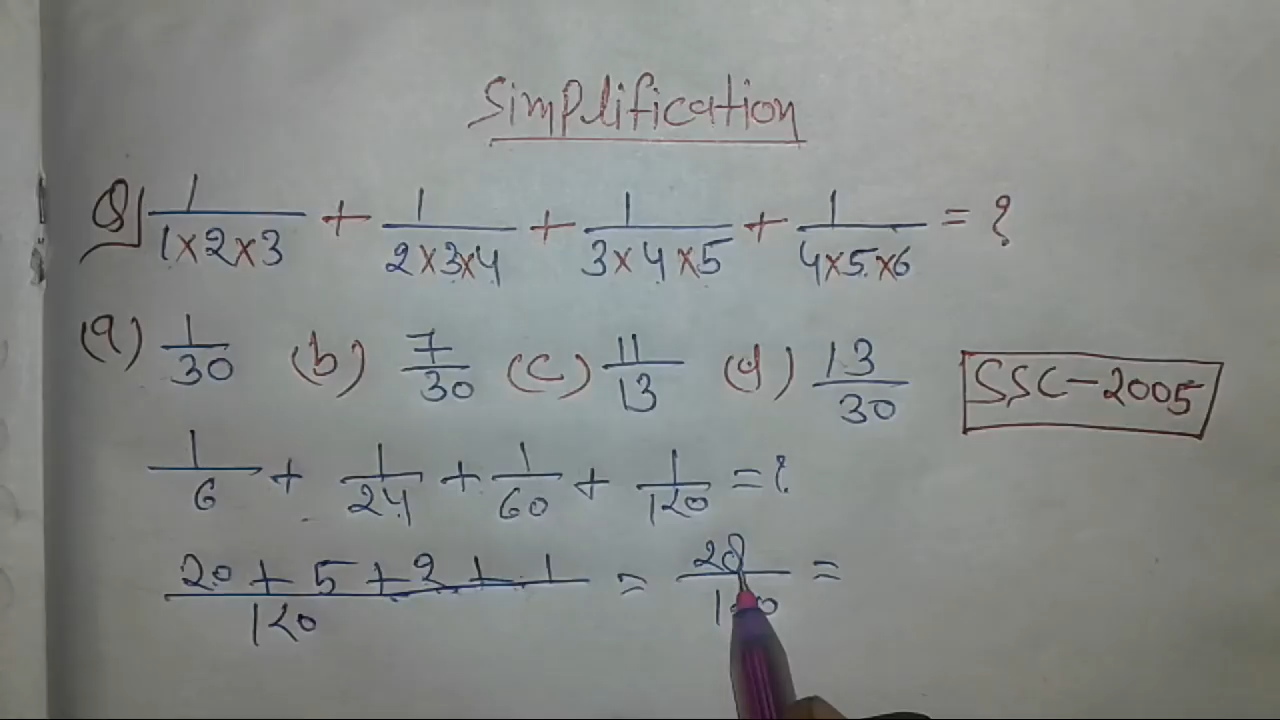 Simplification
Q] 1/(1×2×3) + 1/(2×3×4) + 1/(3×4×5) + 1/(4×5×6) = ?
(a) 1/30 (b) 7/30 (c) 11/13 (d) 13/30
SSC-2005
1/6 + 1/24 + 1/60 + 1/120 = ?
(20 + 5 + 2 + 1)/120 = 28/120 =